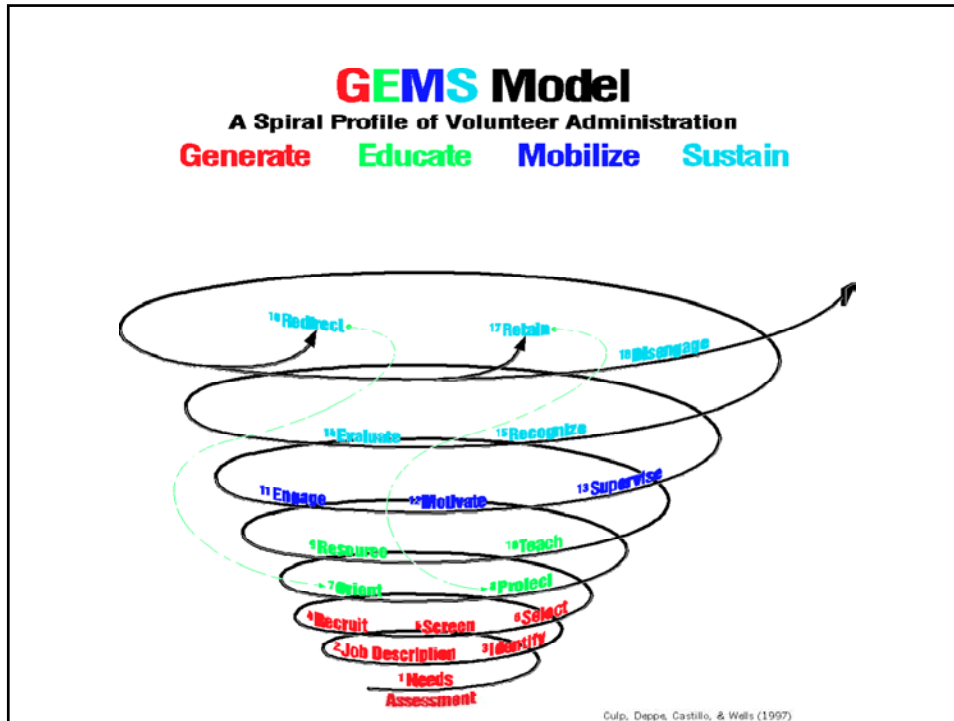 GEMS Model
A Spiral Profile of Volunteer Administration
Generate Educate Mobilize Sustain
16 Redirect 17 Retain 18 Disengage
14 Evaluate 15 Recognize
11 Engage 12 Motivate 13 Supervise
9 Resource 10 Teach
7 Orient 8 Protect
4 Recruit 5 Screen 6 Select
2 Job Description 3 Identify
1 Needs
Assessment
Culp, Deppe, Castillo, & Wells (1997)